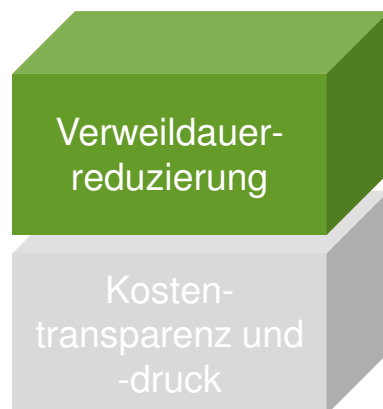 Verweildauer-
reduzierung
Kosten-
transparenz und
-druck